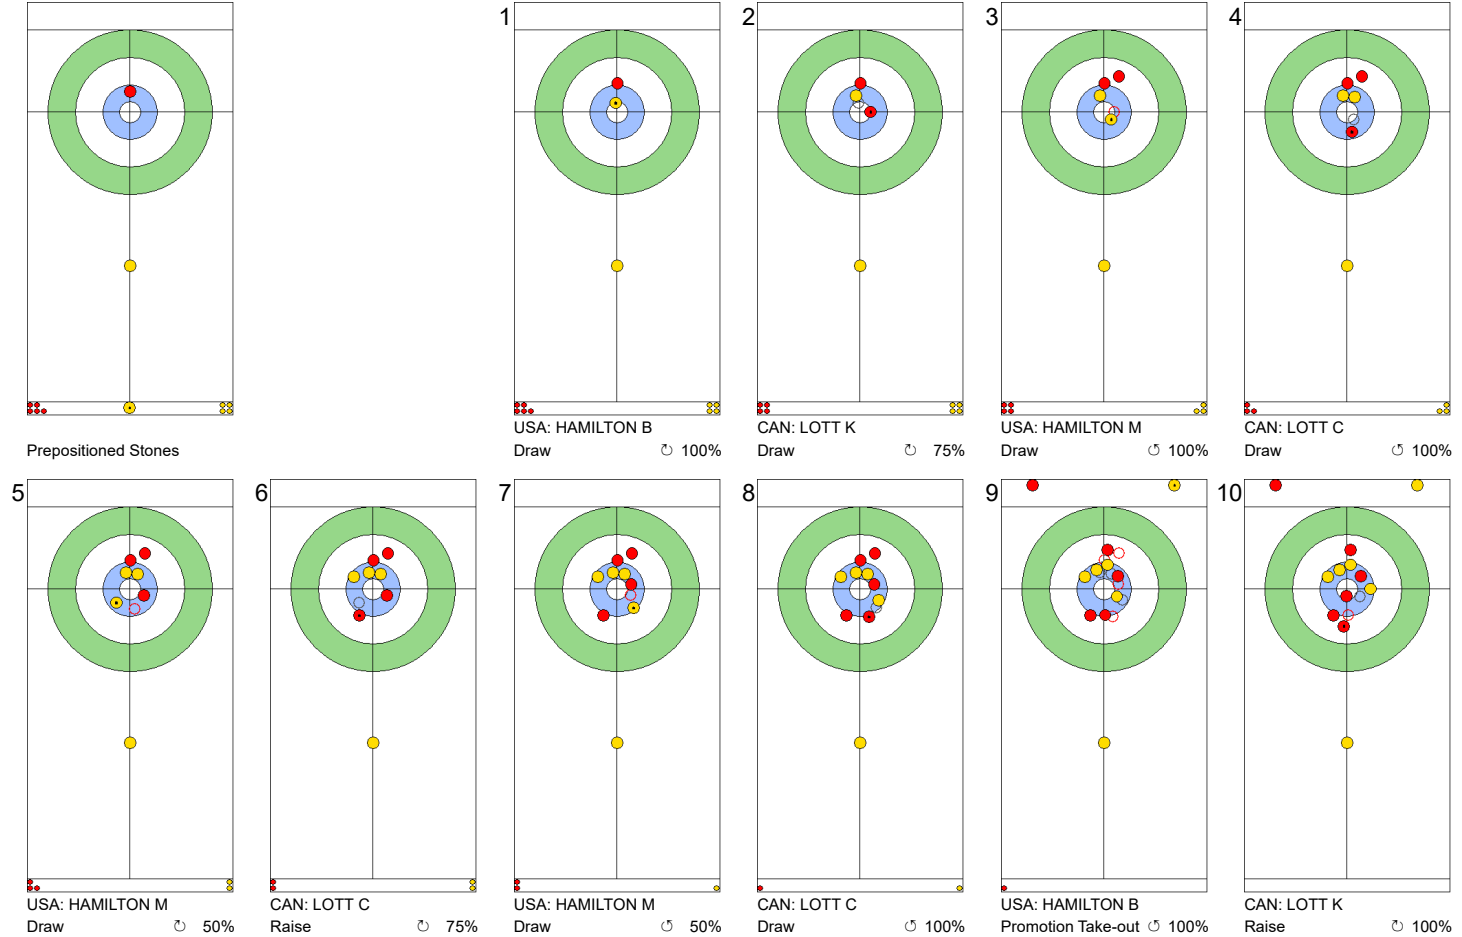 1 2 3 4
USA: HAMILTON B CAN: LOTT K USA: HAMILTON M CAN: LOTT C
Prepositioned Stones Draw ↻ 100% Draw ↻ 75% Draw ↺ 100% Draw ↺ 100%
5 6 7 8 9 10
USA: HAMILTON M CAN: LOTT C USA: HAMILTON M CAN: LOTT C USA: HAMILTON B CAN: LOTT K
Draw ↻ 50% Raise ↻ 75% Draw ↺ 50% Draw ↻ 100% Promotion Take-out ↺ 100% Raise ↻ 100%